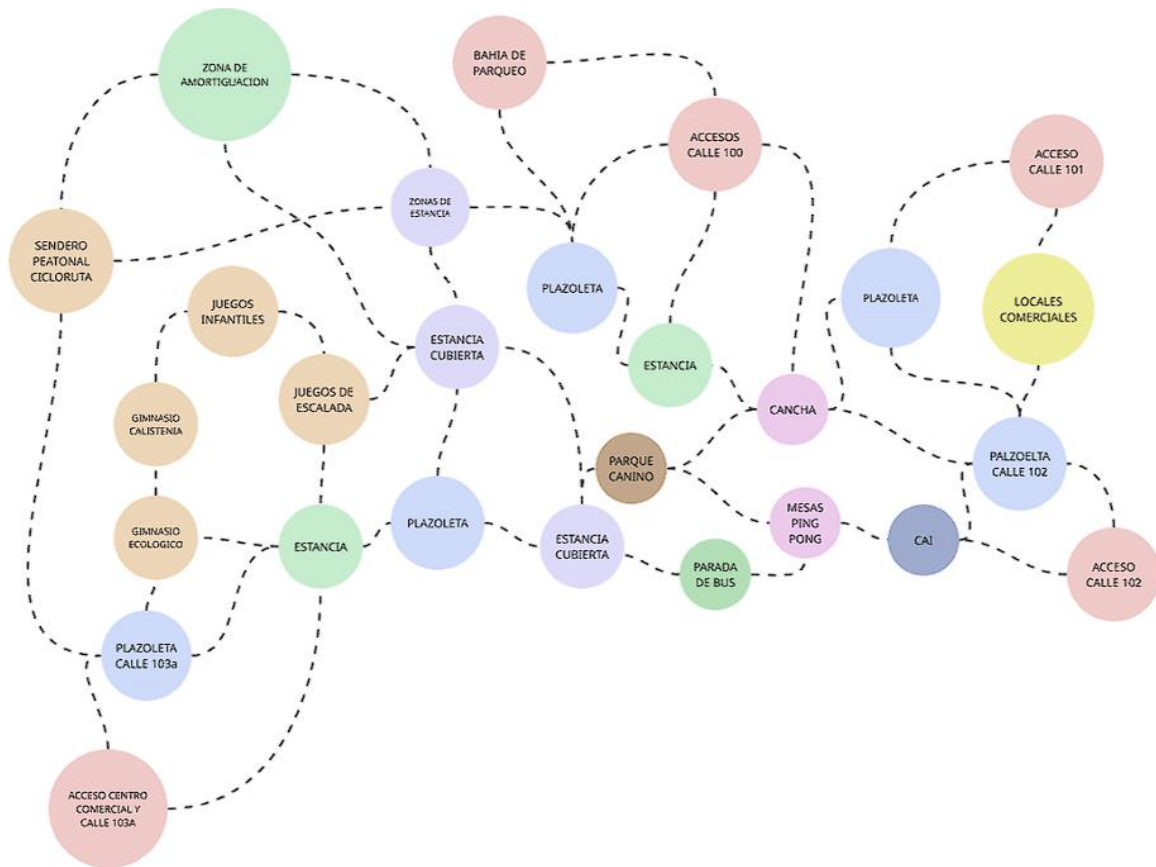 ZONA DE
AMORTIGUACION
BAHIA DE
PARQUEO
ACCESOS
CALLE 100
ACCESO
CALLE 101
ZONAS DE
ESTANCIA
SENDERO
PEATONAL
CICLORUTA
PLAZOLETA
PLAZOLETA
LOCALES
COMERCIALES
JUEGOS
INFANTILES
ESTANCIA
CUBIERTA
ESTANCIA
JUEGOS DE
ESCALADA
CANCHA
GIMNASIO
CALISTENIA
PARQUE
CANINO
PALZOELTA
CALLE 102
GIMNASIO
ECOLOGICO
ESTANCIA
PLAZOLETA
ESTANCIA
CUBIERTA
MESAS
PING
PONG
CAI
PARADA
DE BUS
ACCESO
CALLE 102
PLAZOLETA
CALLE 103a
ACCESO CENTRO
COMERCIAL Y
CALLE 103A